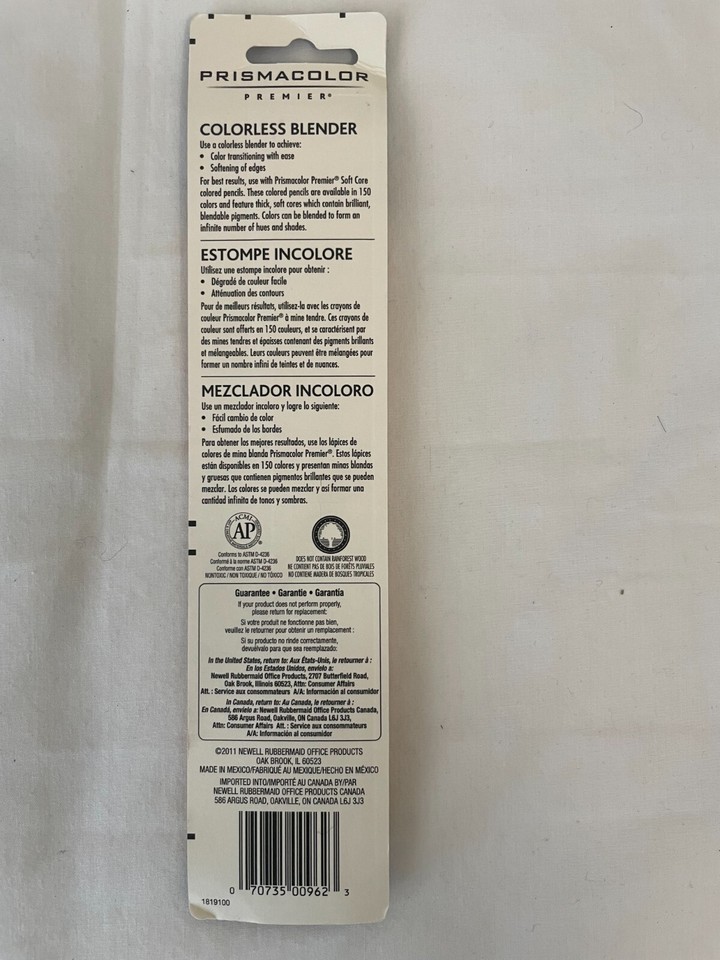 PRISMACOLOR
PREMIER®
COLORLESS BLENDER
Use a colorless blender to achieve:
• Color transitioning with ease
• Softening of edges
For best results, use with Prismacolor Premier® Soft Core
colored pencils. These colored pencils are available in 150
colors and feature thick, soft cores which contain brilliant,
blendable pigments. Colors can be blended to form an
infinite number of hues and shades.
ESTOMPE INCOLORE
Utilisez une estompe incolore pour obtenir :
• Dégradé de couleur facile
• Atténuation des contours
Pour de meilleurs résultats, utilisez-la avec les crayons de
couleur Prismacolor Premier® à mine tendre. Ces crayons de
couleur sont offerts en 150 couleurs, et se caractérisent par
des mines tendres et épaisses contenant des pigments brillants
et mélangeables. Leurs couleurs peuvent être mélangées pour
former un nombre infini de teintes et de nuances.
MEZCLADOR INCOLORO
Use un mezclador incoloro y logre lo siguiente:
• Fácil cambio de color
• Esfumado de los bordes
Para obtener los mejores resultados, use los lápices de
colores de mina blanda Prismacolor Premier®. Estos lápices
están disponibles en 150 colores y presentan minas blandas
y gruesas que contienen pigmentos brillantes que se pueden
mezclar. Los colores se pueden mezclar y así formar una
cantidad infinita de tonos y sombras.
ACMI
AP
Conforms to ASTM D-4236
Conformé à la norme ASTM D-4236
Conforme con ASTM D-4236
NONTOXIC / NON TOXIQUE / NO TÓXICO
DOES NOT CONTAIN RAINFOREST WOOD
NE CONTIENT PAS DE BOIS DE FORÊTS PLUVIALES
NO CONTIENE MADERA DE BOSQUES TROPICALES
Guarantee • Garantie • Garantía
If your product does not perform properly,
please return for replacement:
Si votre produit ne fonctionne pas bien,
veuillez le retourner pour obtenir un remplacement :
Si su producto no rinde correctamente,
devuélvalo para que sea reemplazado:
In the United States, return to: Aux États-Unis, le retourner à :
En los Estados Unidos, envíelo a:
Newell Rubbermaid Office Products, 2707 Butterfield Road,
Oak Brook, Illinois 60523, Attn: Consumer Affairs
Att. : Service aux consommateurs A/A: Información al consumidor
in Canada, return to: Au Canada, le retourner à :
En Canadá, envíelo a: Newell Rubbermaid Office Products Canada,
586 Argus Road, Oakville, ON Canada L6J 3J3,
Attn: Consumer Affairs Att. : Service aux consommateurs
A/A: Información al consumidor
©2011 NEWELL RUBBERMAID OFFICE PRODUCTS
OAK BROOK, IL 60523
MADE IN MEXICO/FABRIQUÉ AU MEXIQUE/HECHO EN MÉXICO
IMPORTED INTO/IMPORTÉ AU CANADA BY/PAR
NEWELL RUBBERMAID OFFICE PRODUCTS CANADA
586 ARGUS ROAD, OAKVILLE, ON CANADA L6J 3J3
0 70735 00962 3
1819100